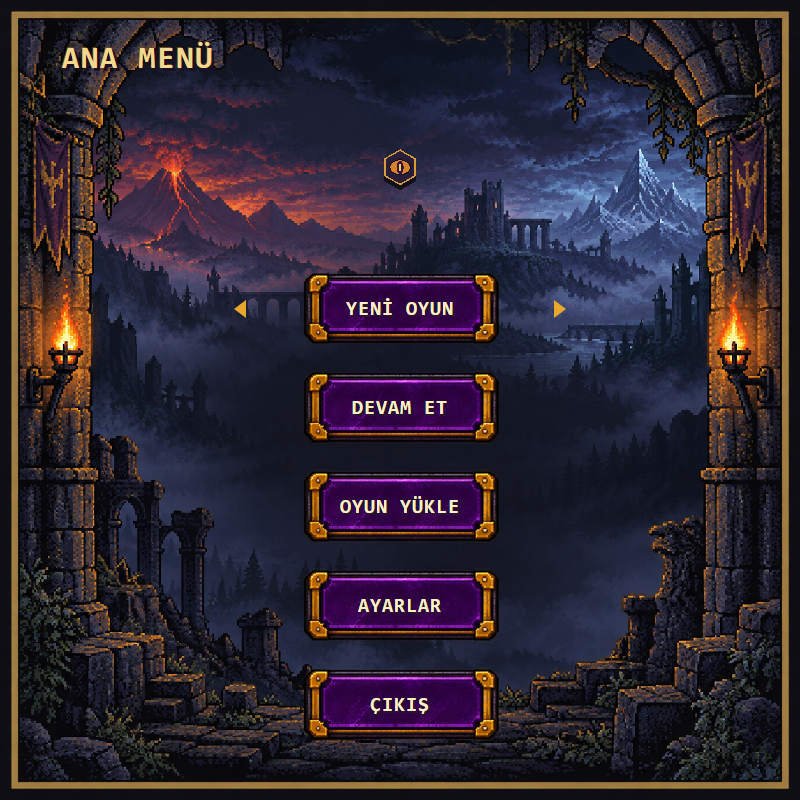 ANA MENÜ
YENİ OYUN
DEVAM ET
OYUN YÜKLE
AYARLAR
ÇIKIŞ